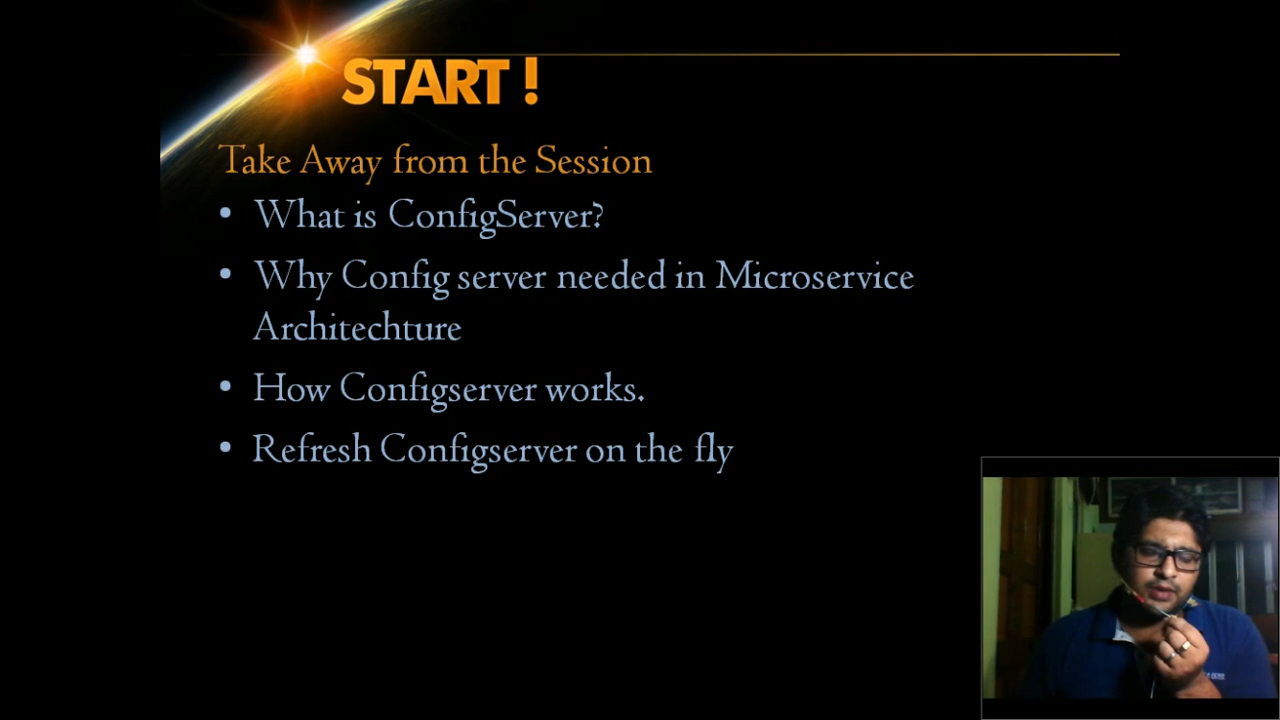 START !
Take Away from the Session
• What is ConfigServer?
• Why Config server needed in Microservice
Architechture
• How Configserver works.
• Refresh Configserver on the fly